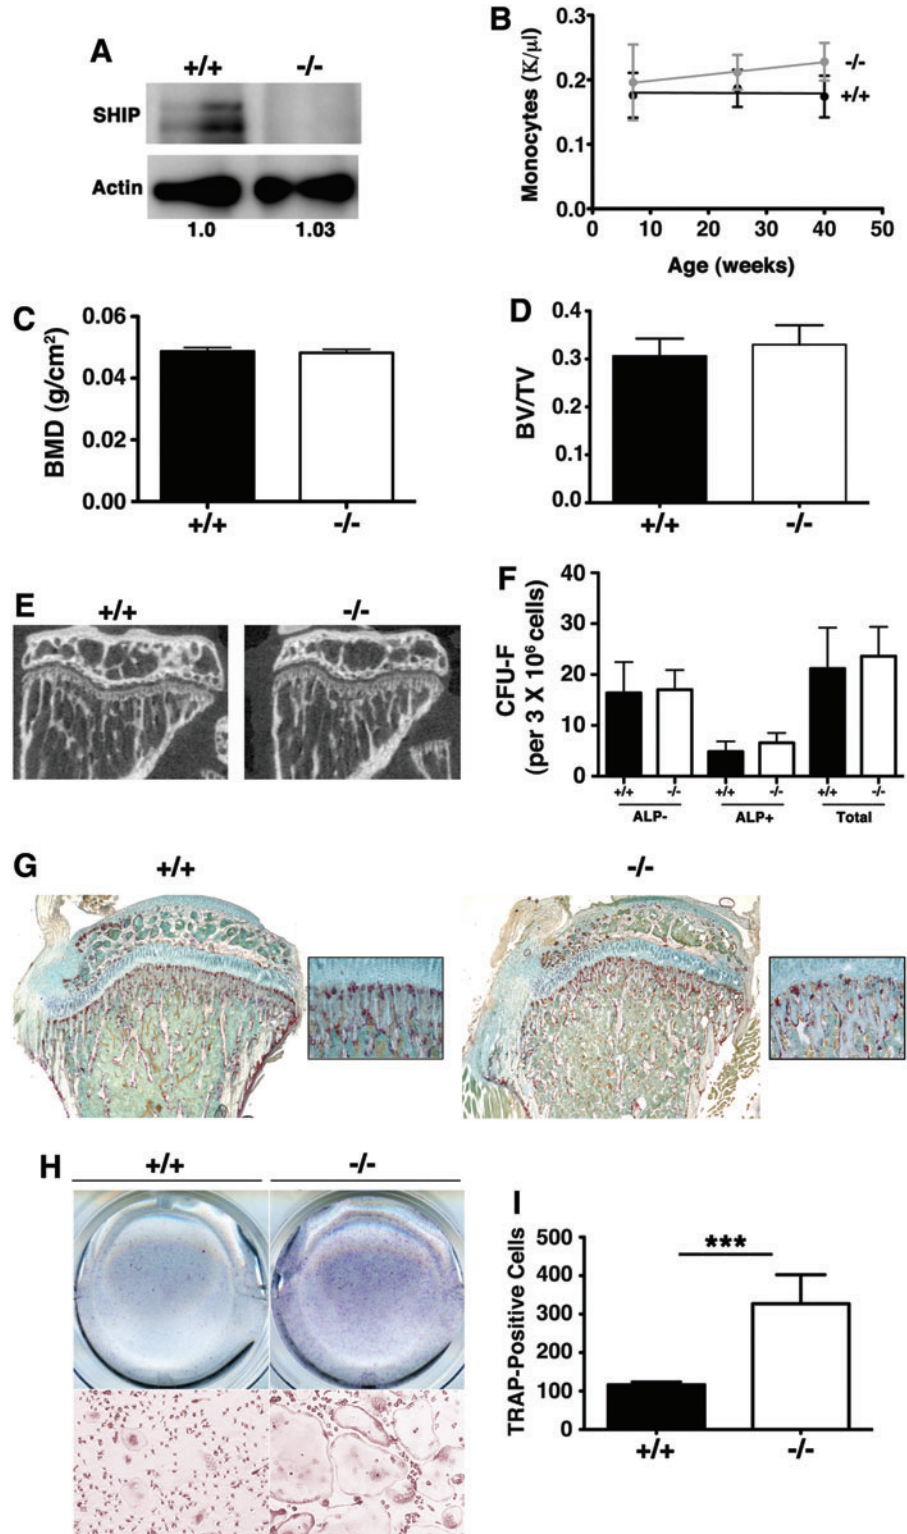 A
+/+ -/-
SHIP
Actin
1.0 1.03
B
Monocytes (K/µl)
0.3
0.2
0.1
0.0
-/-
+/+
0 10 20 30 40 50
Age (weeks)
C
BMD (g/cm²)
0.06
0.04
0.02
0.00
+/+ -/-
D
BV/TV
0.4
0.3
0.2
0.1
0.0
+/+ -/-
E
+/+ -/-
F
CFU-F
(per 3 X 10⁶ cells)
40
30
20
10
0
+/+ -/- +/+ -/- +/+ -/-
ALP- ALP+ Total
G
+/+ -/-
H
+/+ -/-
I
TRAP-Positive Cells
500
400
300
200
100
0
***
+/+ -/-